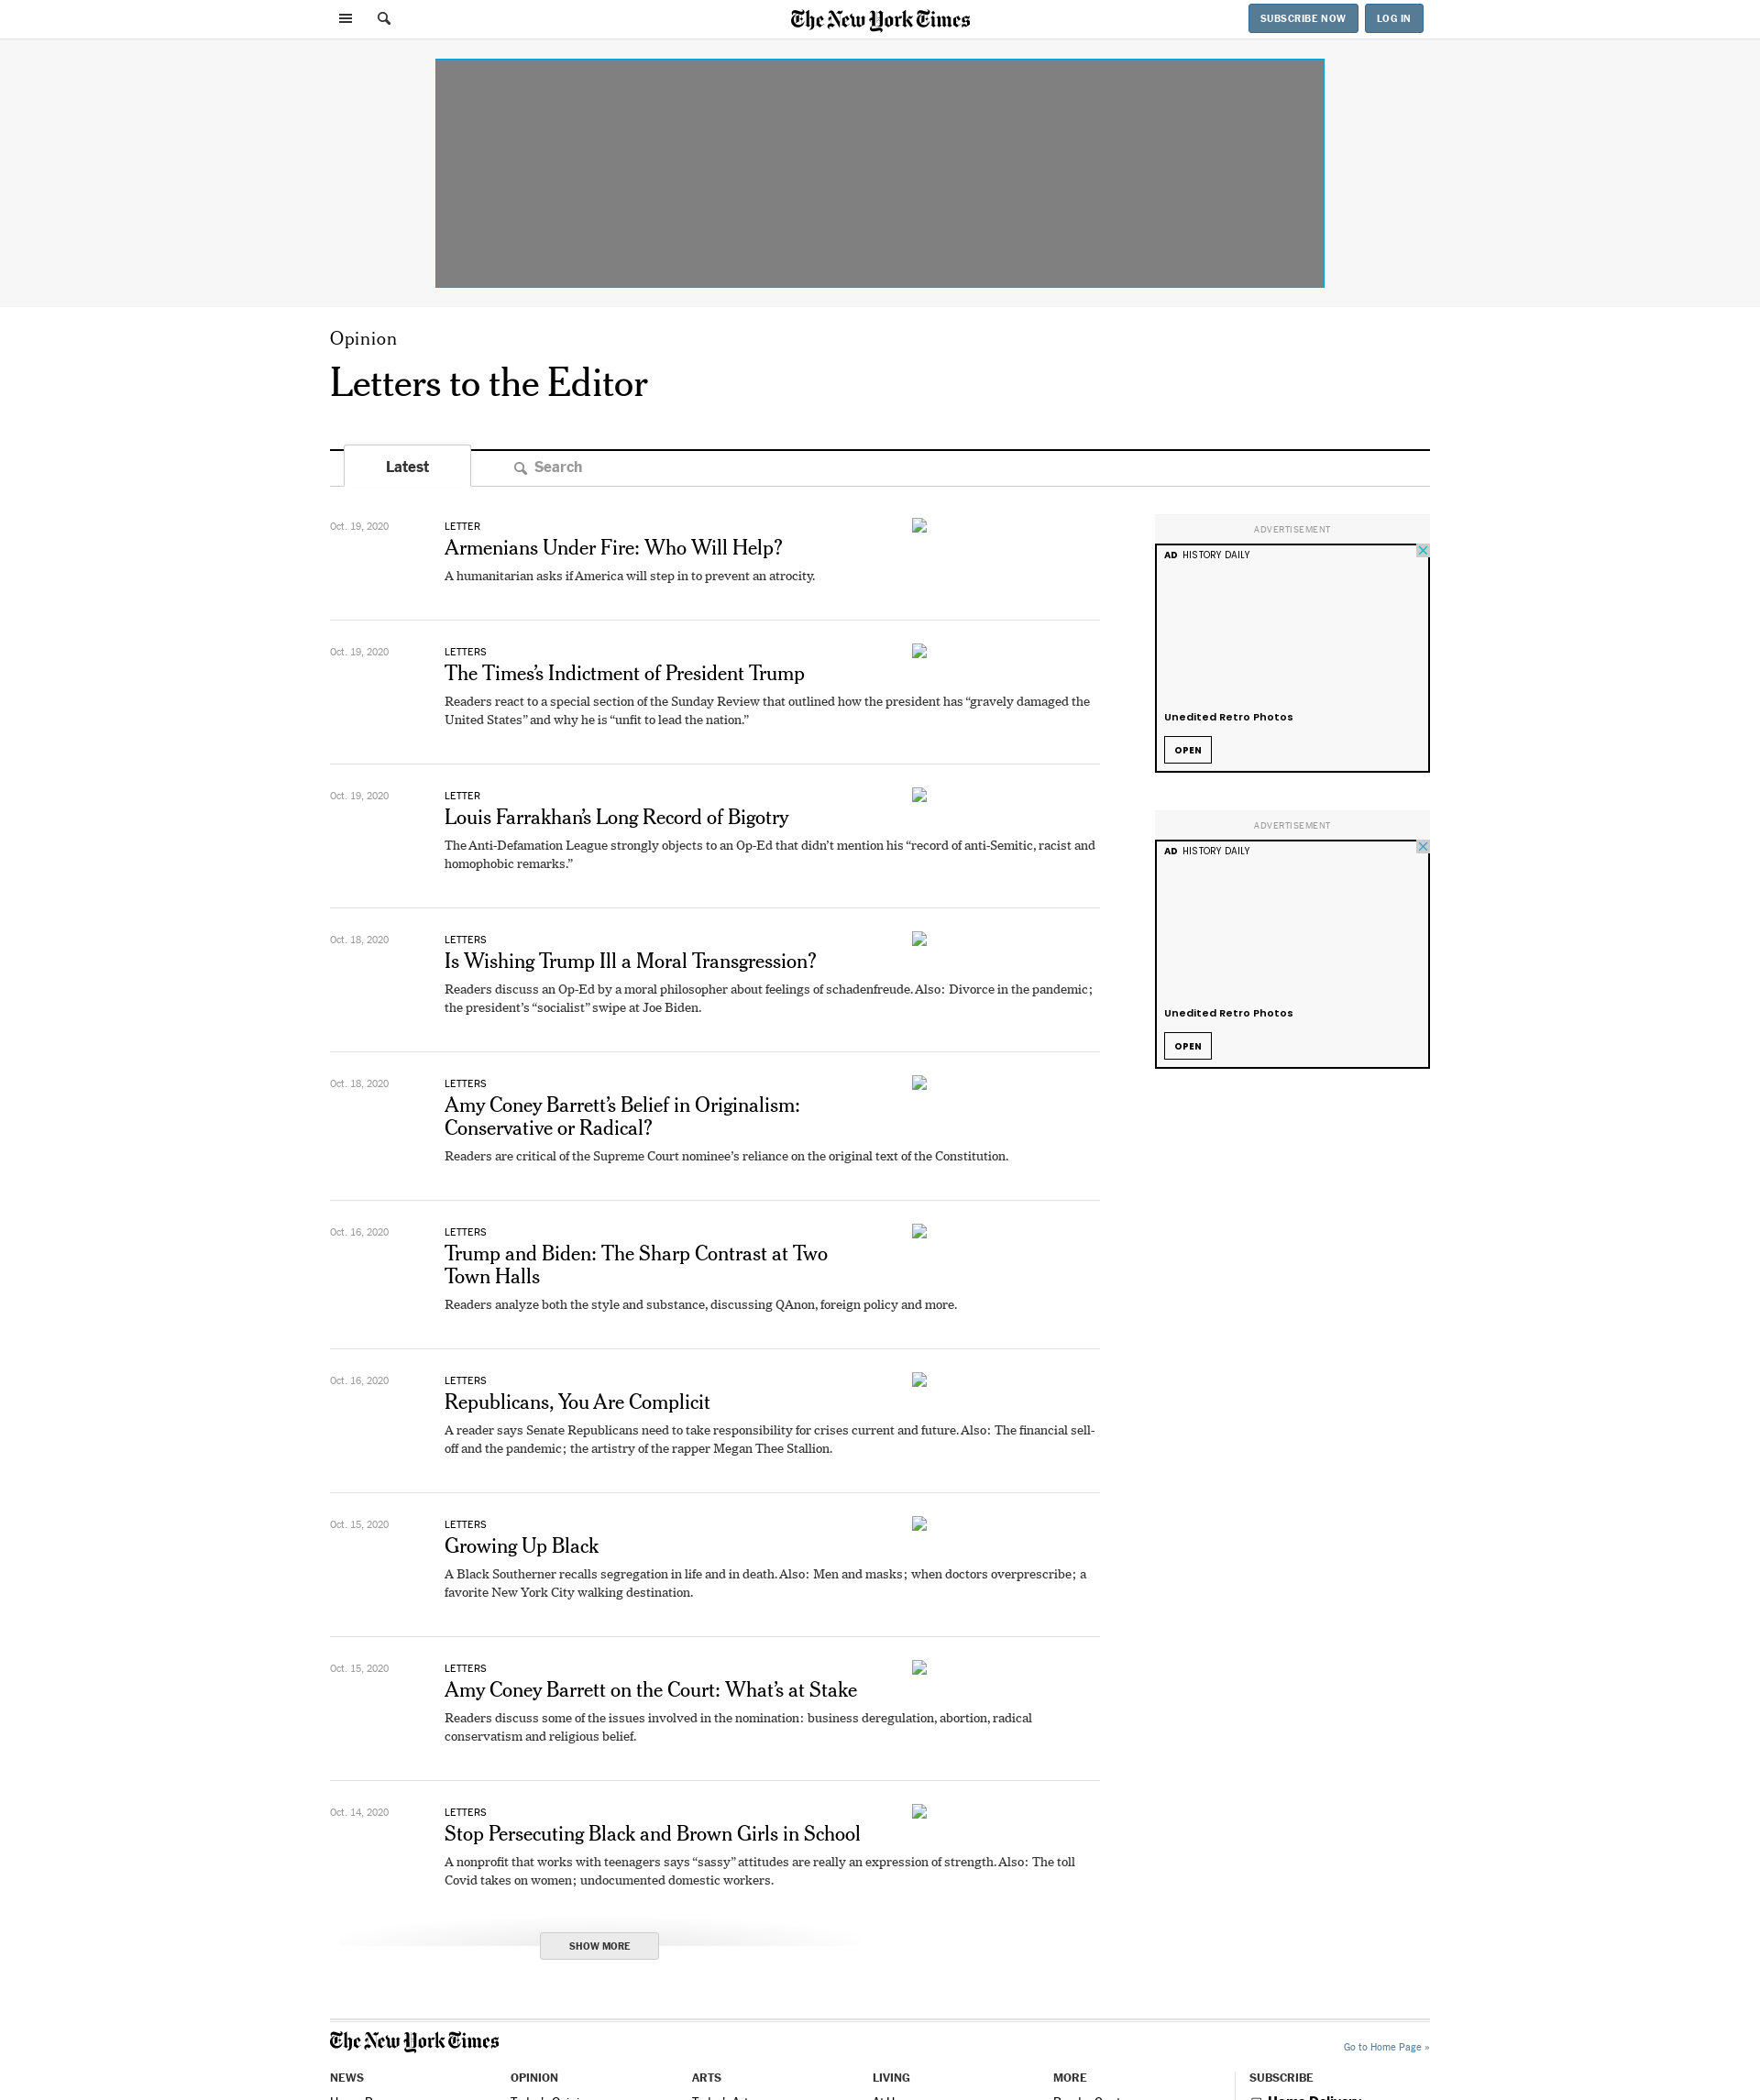 The New York Times
SUBSCRIBE NOW
LOG IN
Opinion
Letters to the Editor
Latest
Search
Oct. 19, 2020
LETTER
Armenians Under Fire: Who Will Help?
A humanitarian asks if America will step in to prevent an atrocity.
Oct. 19, 2020
LETTERS
The Times’s Indictment of President Trump
Readers react to a special section of the Sunday Review that outlined how the president has “gravely damaged the
United States” and why he is “unfit to lead the nation.”
Oct. 19, 2020
LETTER
Louis Farrakhan’s Long Record of Bigotry
The Anti-Defamation League strongly objects to an Op-Ed that didn’t mention his “record of anti-Semitic, racist and
homophobic remarks.”
Oct. 18, 2020
LETTERS
Is Wishing Trump Ill a Moral Transgression?
Readers discuss an Op-Ed by a moral philosopher about feelings of schadenfreude. Also: Divorce in the pandemic;
the president’s “socialist” swipe at Joe Biden.
Oct. 18, 2020
LETTERS
Amy Coney Barrett’s Belief in Originalism:
Conservative or Radical?
Readers are critical of the Supreme Court nominee’s reliance on the original text of the Constitution.
Oct. 16, 2020
LETTERS
Trump and Biden: The Sharp Contrast at Two
Town Halls
Readers analyze both the style and substance, discussing QAnon, foreign policy and more.
Oct. 16, 2020
LETTERS
Republicans, You Are Complicit
A reader says Senate Republicans need to take responsibility for crises current and future. Also: The financial sell-
off and the pandemic; the artistry of the rapper Megan Thee Stallion.
Oct. 15, 2020
LETTERS
Growing Up Black
A Black Southerner recalls segregation in life and in death. Also: Men and masks; when doctors overprescribe; a
favorite New York City walking destination.
Oct. 15, 2020
LETTERS
Amy Coney Barrett on the Court: What’s at Stake
Readers discuss some of the issues involved in the nomination: business deregulation, abortion, radical
conservatism and religious belief.
Oct. 14, 2020
LETTERS
Stop Persecuting Black and Brown Girls in School
A nonprofit that works with teenagers says “sassy” attitudes are really an expression of strength. Also: The toll
Covid takes on women; undocumented domestic workers.
SHOW MORE
ADVERTISEMENT
AD HISTORY DAILY
Unedited Retro Photos
OPEN
ADVERTISEMENT
AD HISTORY DAILY
Unedited Retro Photos
OPEN
The New York Times
Go to Home Page »
NEWS
OPINION
ARTS
LIVING
MORE
SUBSCRIBE
Home Delivery